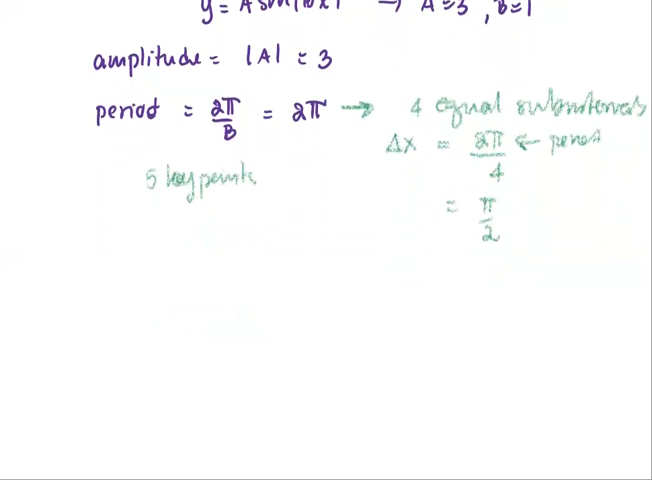 y = A sin(Bx) → A = 3, B = 1
amplitude = |A| = 3
period = 2π/B = 2π → 4 equal subintervals
Δx = 2π/4 ← period
5 key points
= π/2